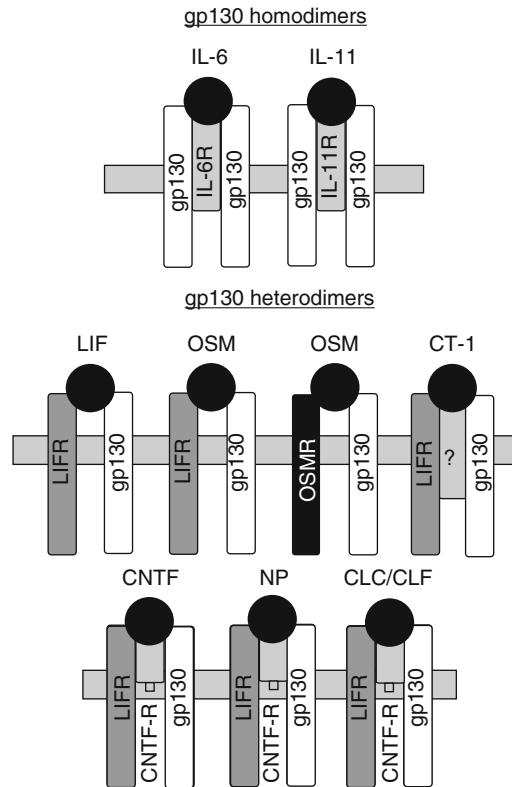 gp130 homodimers
IL-6 IL-11
gp130 IL-6R gp130 gp130 IL-11R gp130
gp130 heterodimers
LIF OSM OSM CT-1
LIFR gp130 LIFR gp130 OSMR gp130 LIFR ? gp130
CNTF NP CLC/CLF
LIFR CNTF-R gp130 LIFR CNTF-R gp130 LIFR CNTF-R gp130